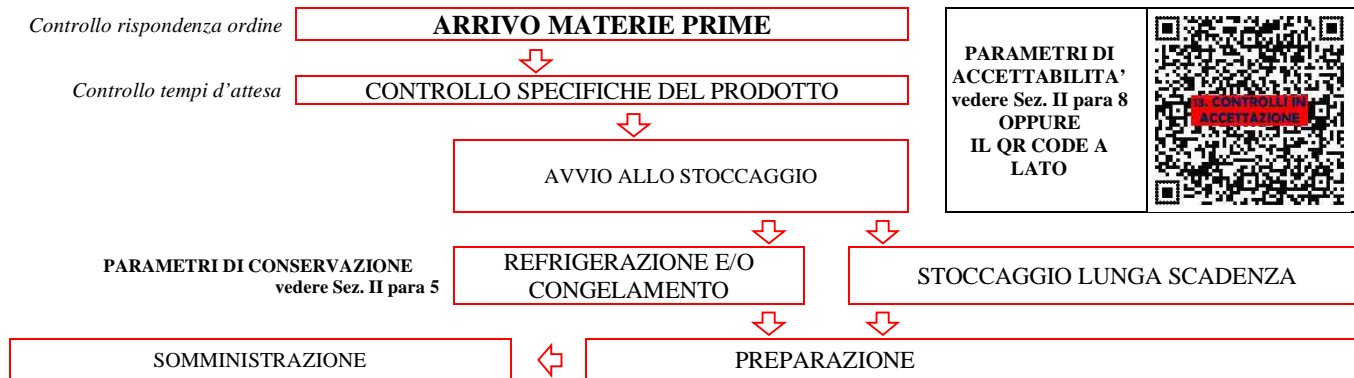 Controllo rispondenza ordine
ARRIVO MATERIE PRIME
Controllo tempi d'attesa
CONTROLLO SPECIFICHE DEL PRODOTTO
AVVIO ALLO STOCCAGGIO
PARAMETRI DI
ACCETTABILITA'
vedere Sez. II para 8
OPPURE
IL QR CODE A
LATO
13. CONTROLLI IN
ACCETTAZIONE
PARAMETRI DI CONSERVAZIONE
vedere Sez. II para 5
REFRIGERAZIONE E/O
CONGELAMENTO
STOCCAGGIO LUNGA SCADENZA
SOMMINISTRAZIONE
PREPARAZIONE